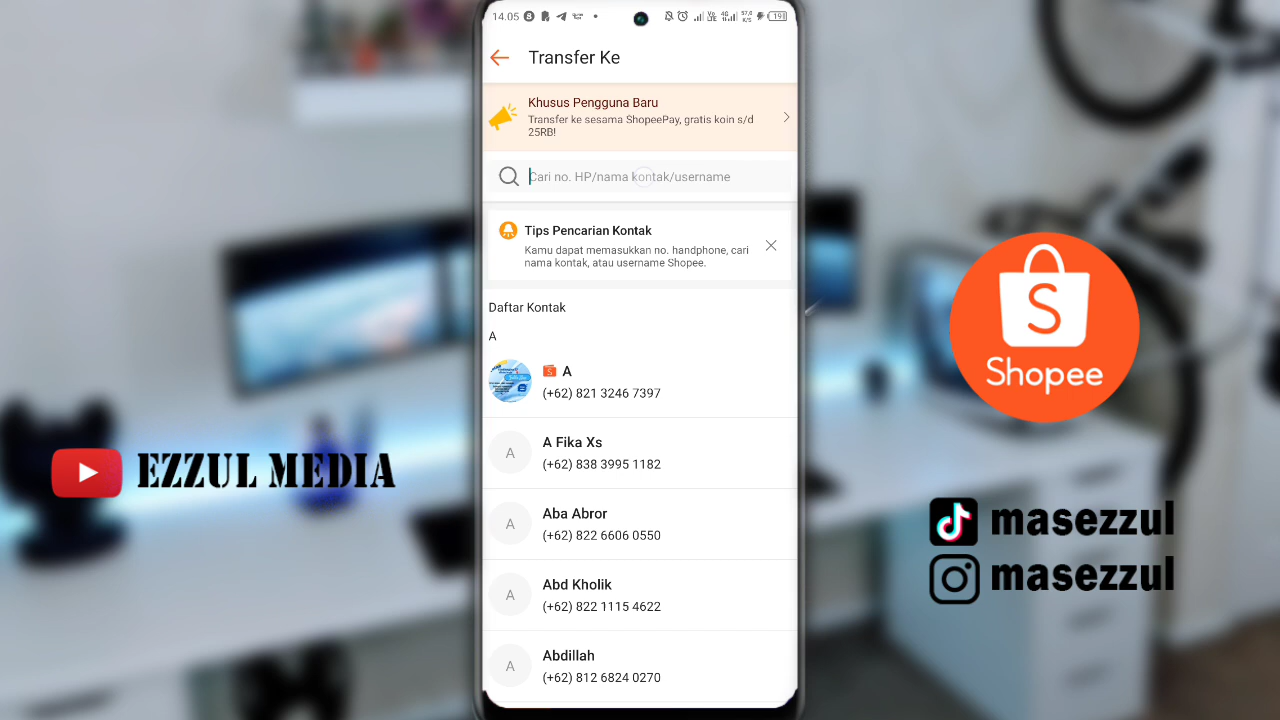 14.05
Transfer Ke
Khusus Pengguna Baru
Transfer ke sesama ShopeePay, gratis koin s/d
25RB!
Cari no. HP/nama kontak/username
Tips Pencarian Kontak
Kamu dapat memasukkan no. handphone, cari
nama kontak, atau username Shopee.
Daftar Kontak
A
A
(+62) 821 3246 7397
A
A Fika Xs
(+62) 838 3995 1182
A
Aba Abror
(+62) 822 6606 0550
A
Abd Kholik
(+62) 822 1115 4622
A
Abdillah
(+62) 812 6824 0270
EZZUL MEDIA
S
Shopee
masezzul
masezzul